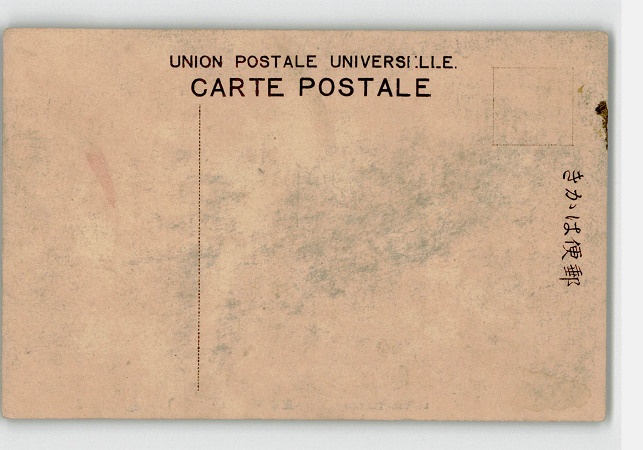 UNION POSTALE UNIVERSELLE.
CARTE POSTALE
郵便はかき